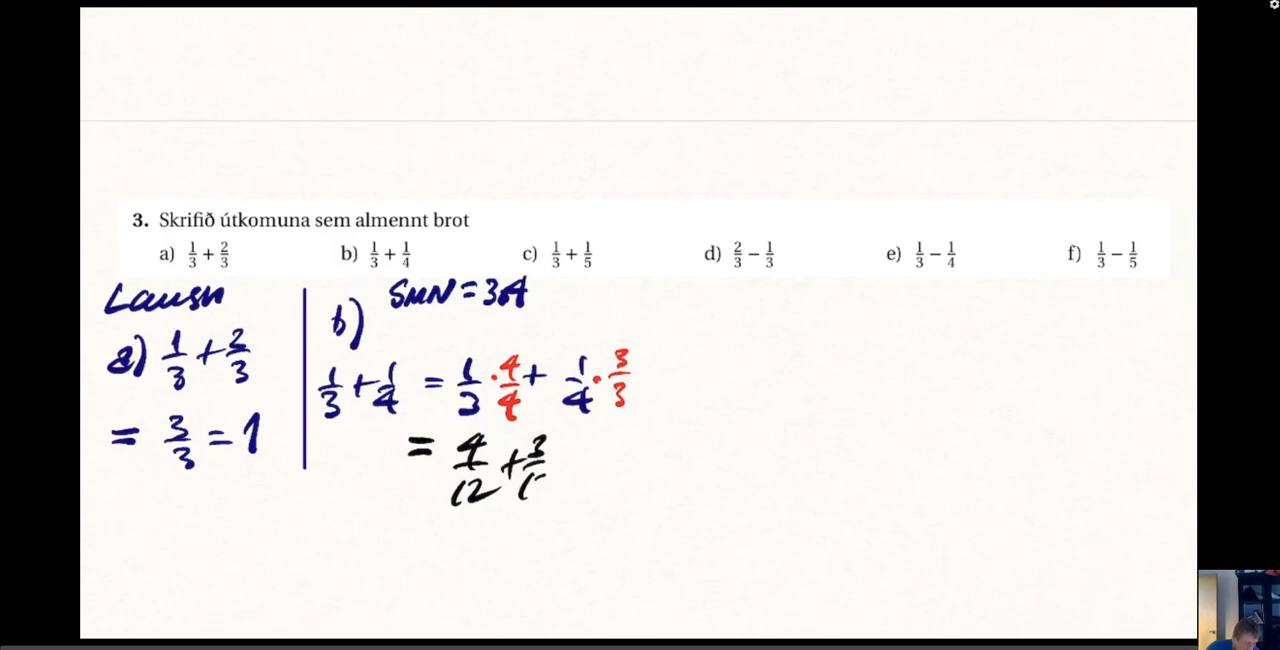 3. Skrifið útkomuna sem almennt brot
a) 1/3 + 2/3 b) 1/3 + 1/4 c) 1/3 + 1/5 d) 2/3 − 1/3 e) 1/3 − 1/4 f) 1/3 − 1/5
Lausn
a) 1/3 + 2/3
= 3/3 = 1
b) SMN = 3·4
1/3 + 1/4 = 1/3 · 4/4 + 1/4 · 3/3
= 4/12 + 3/1